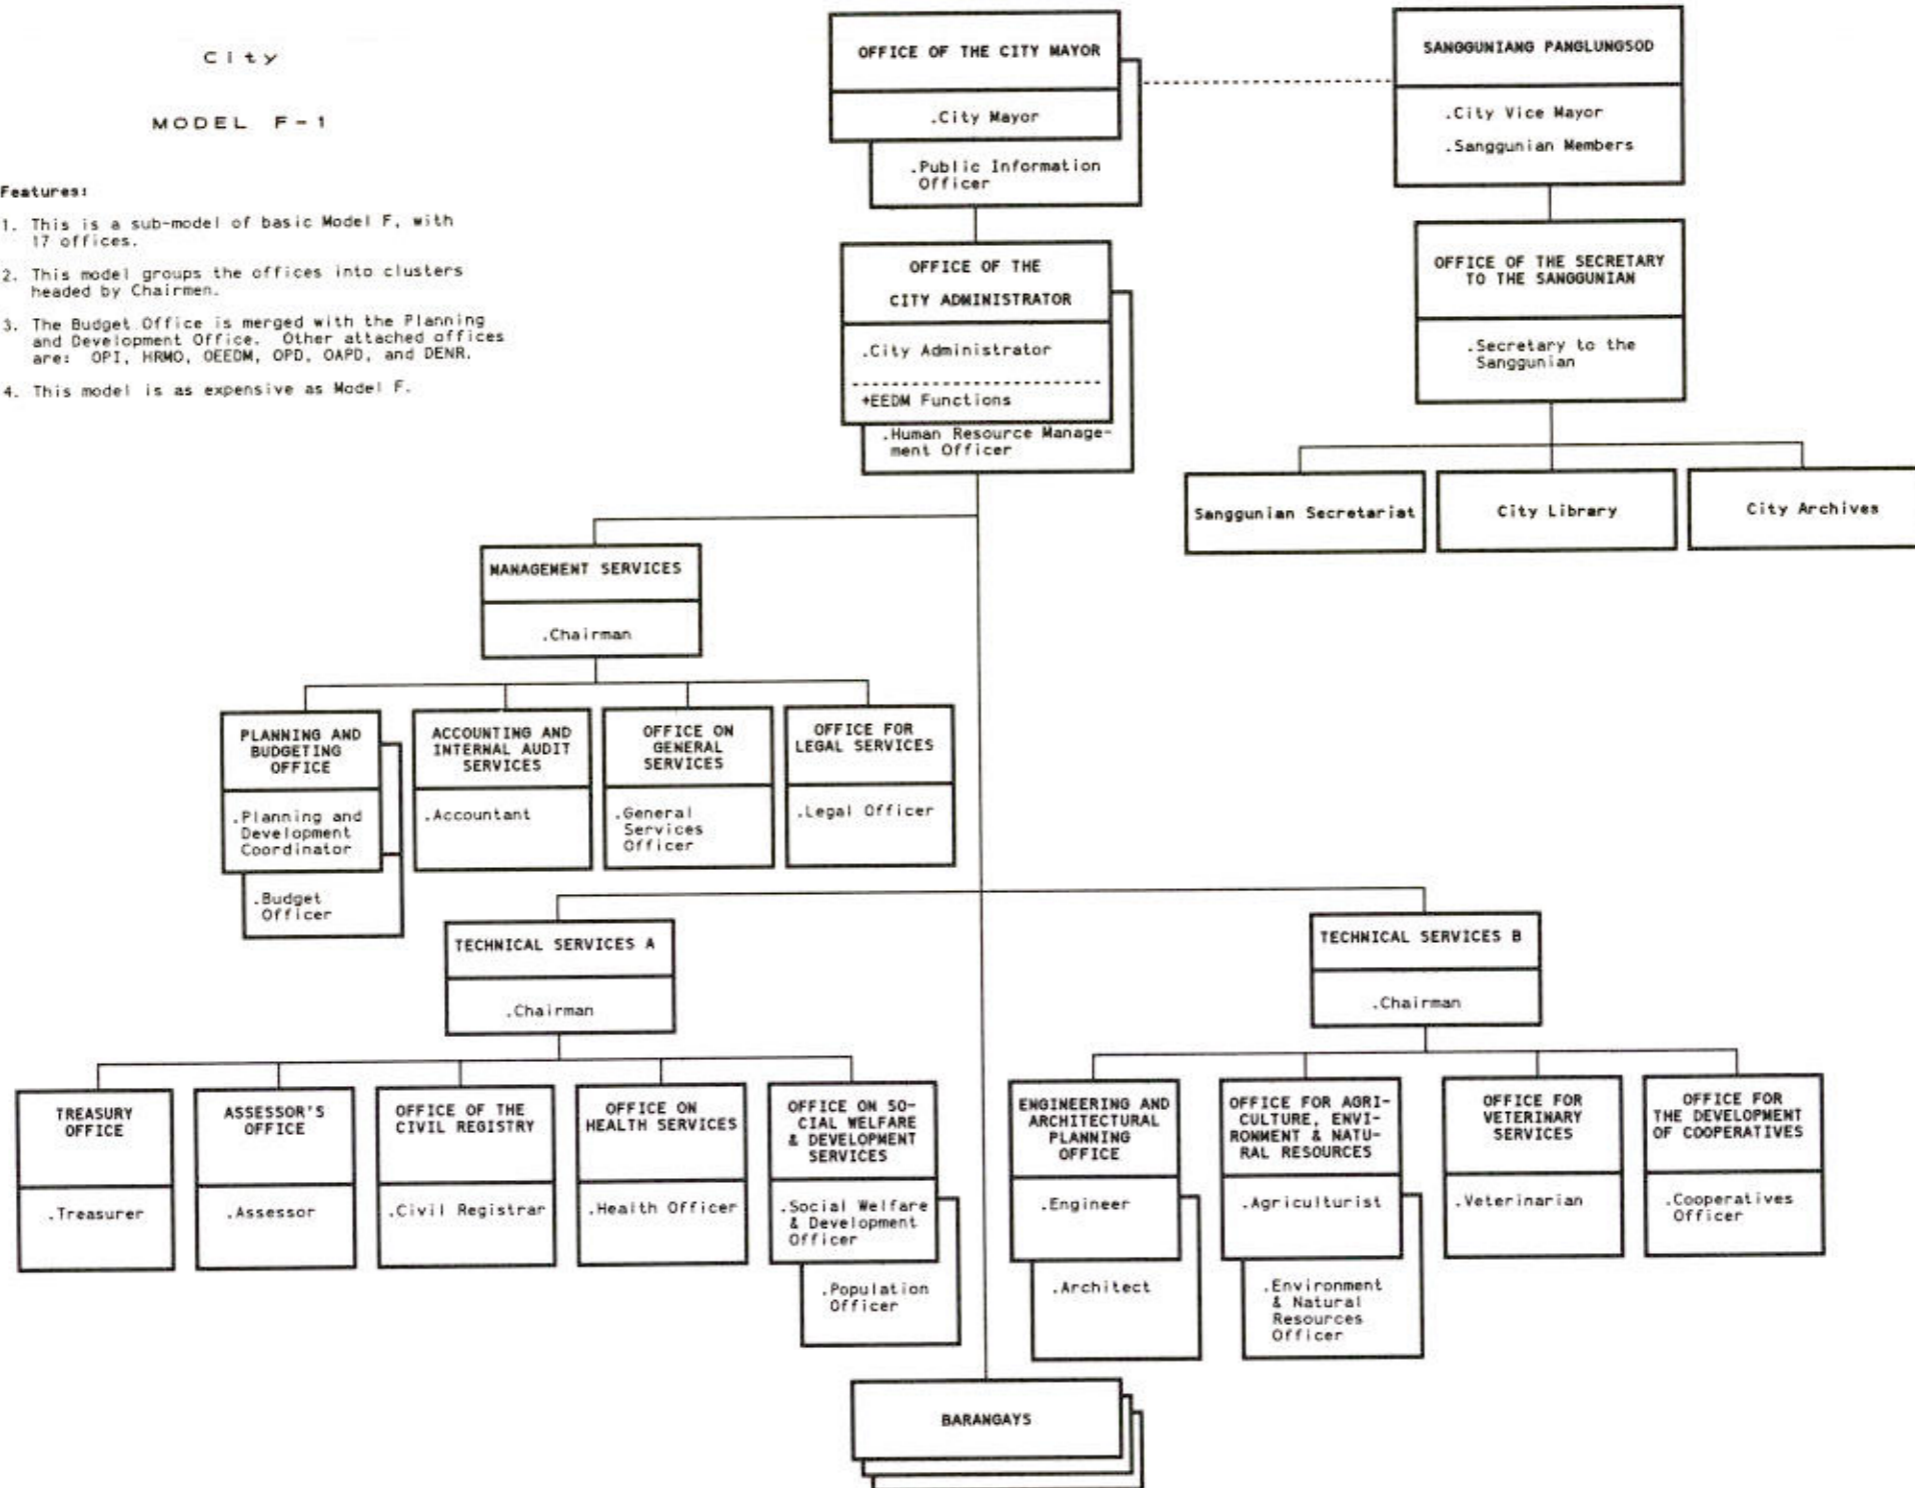 City
MODEL F-1
Features:
1. This is a sub-model of basic Model F, with
17 offices.
2. This model groups the offices into clusters
headed by Chairmen.
3. The Budget Office is merged with the Planning
and Development Office. Other attached offices
are: OPI, HRMO, OEEDM, OPD, OAPD, and DENR.
4. This model is as expensive as Model F.
OFFICE OF THE CITY MAYOR
.City Mayor
.Public Information
Officer
SANGGUNIANG PANGLUNGSOD
.City Vice Mayor
.Sanggunian Members
OFFICE OF THE
CITY ADMINISTRATOR
.City Administrator
+EEDM Functions
.Human Resource Manage-
ment Officer
OFFICE OF THE SECRETARY
TO THE SANGGUNIAN
.Secretary to the
Sanggunian
Sanggunian Secretariat
City Library
City Archives
MANAGEMENT SERVICES
.Chairman
PLANNING AND
BUDGETING
OFFICE
.Planning and
Development
Coordinator
.Budget
Officer
ACCOUNTING AND
INTERNAL AUDIT
SERVICES
.Accountant
OFFICE ON
GENERAL
SERVICES
.General
Services
Officer
OFFICE FOR
LEGAL SERVICES
.Legal Officer
TECHNICAL SERVICES A
.Chairman
TECHNICAL SERVICES B
.Chairman
TREASURY
OFFICE
.Treasurer
ASSESSOR'S
OFFICE
.Assessor
OFFICE OF THE
CIVIL REGISTRY
.Civil Registrar
OFFICE ON
HEALTH SERVICES
.Health Officer
OFFICE ON SO-
CIAL WELFARE
& DEVELOPMENT
SERVICES
.Social Welfare
& Development
Officer
.Population
Officer
ENGINEERING AND
ARCHITECTURAL
PLANNING
OFFICE
.Engineer
.Architect
OFFICE FOR AGRI-
CULTURE, ENVI-
RONMENT & NATU-
RAL RESOURCES
.Agriculturist
.Environment
& Natural
Resources
Officer
OFFICE FOR
VETERINARY
SERVICES
.Veterinarian
OFFICE FOR
THE DEVELOPMENT
OF COOPERATIVES
.Cooperatives
Officer
BARANGAYS